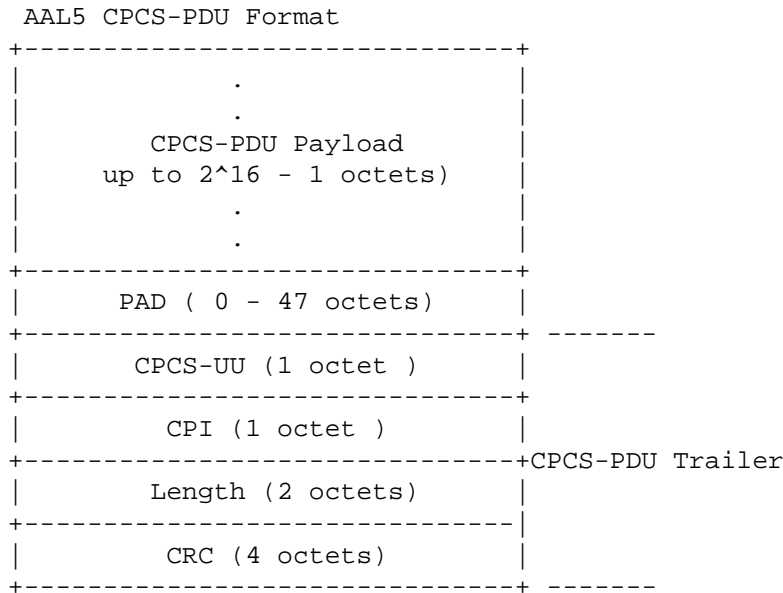 AAL5 CPCS-PDU Format
+-------------------------------+
|               .               |
|               .               |
|        CPCS-PDU Payload       |
|     up to 2^16 - 1 octets)    |
|               .               |
|               .               |
+-------------------------------+
|      PAD ( 0 - 47 octets)     |
+-------------------------------+ -------
|       CPCS-UU (1 octet )      |
+-------------------------------+
|         CPI (1 octet )        |
+-------------------------------+CPCS-PDU Trailer
|        Length (2 octets)      |
+-------------------------------|
|         CRC (4 octets)        |
+-------------------------------+ -------